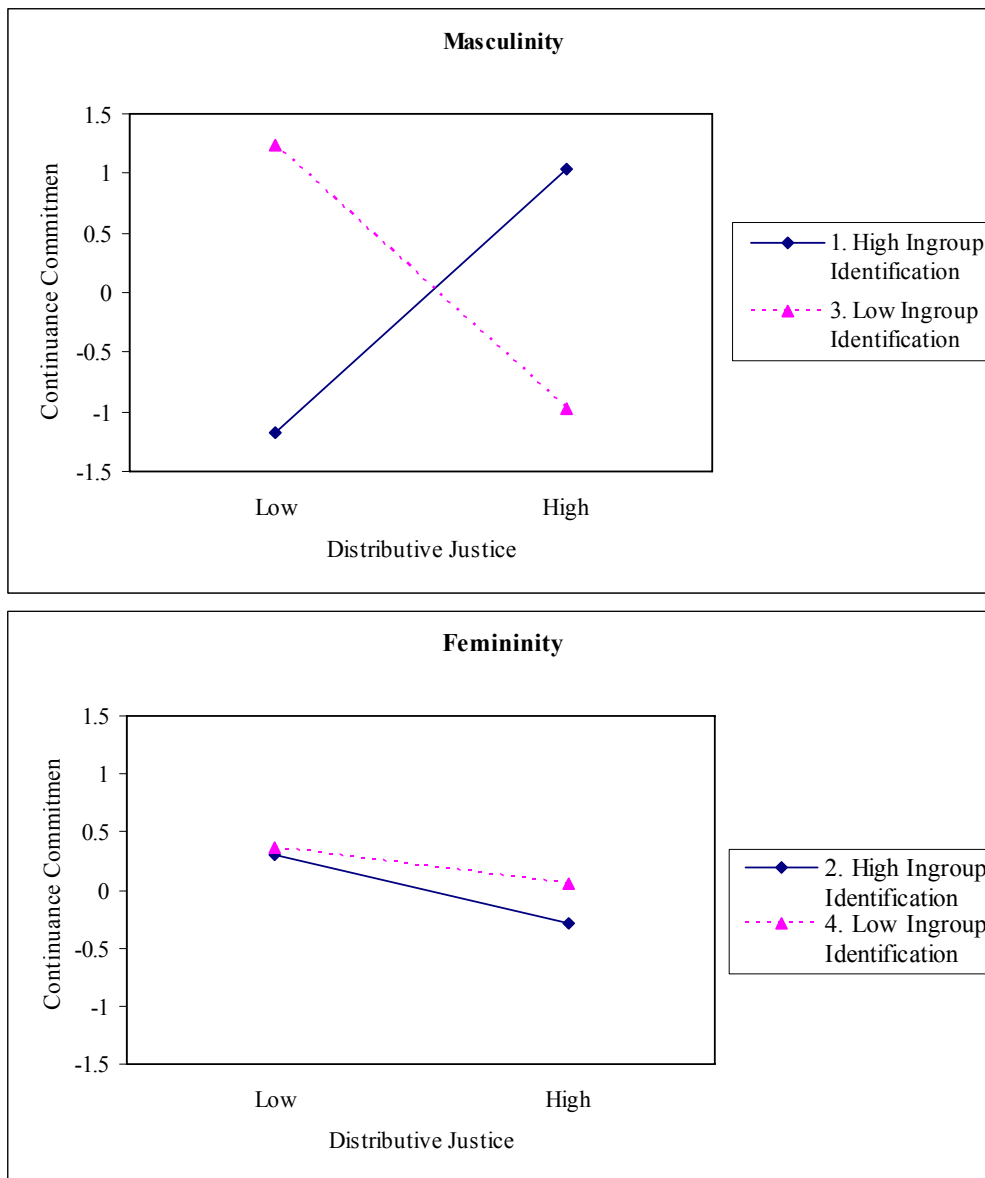 Masculinity
1.5
1
0.5
0
-0.5
-1
-1.5
Continuance Commitmen
Low
High
Distributive Justice
1. High Ingroup
Identification
3. Low Ingroup
Identification
Femininity
1.5
1
0.5
0
-0.5
-1
-1.5
Continuance Commitmen
Low
High
Distributive Justice
2. High Ingroup
Identification
4. Low Ingroup
Identification